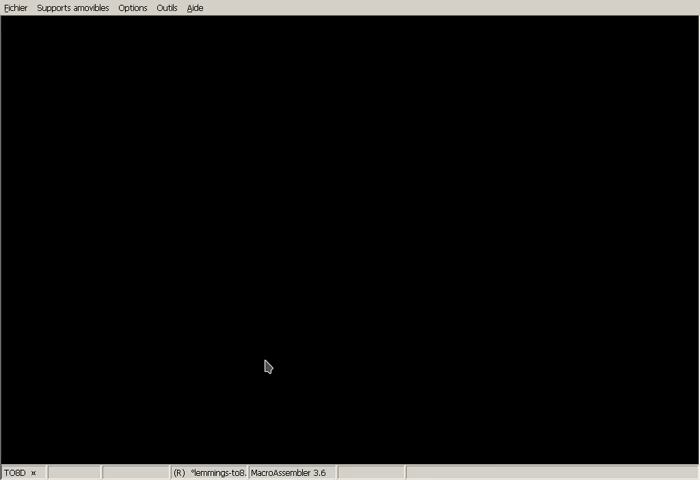 Fichier Supports amovibles Options Outils Aide
TO8D × (R) *lemmings-to8. MacroAssembler 3.6